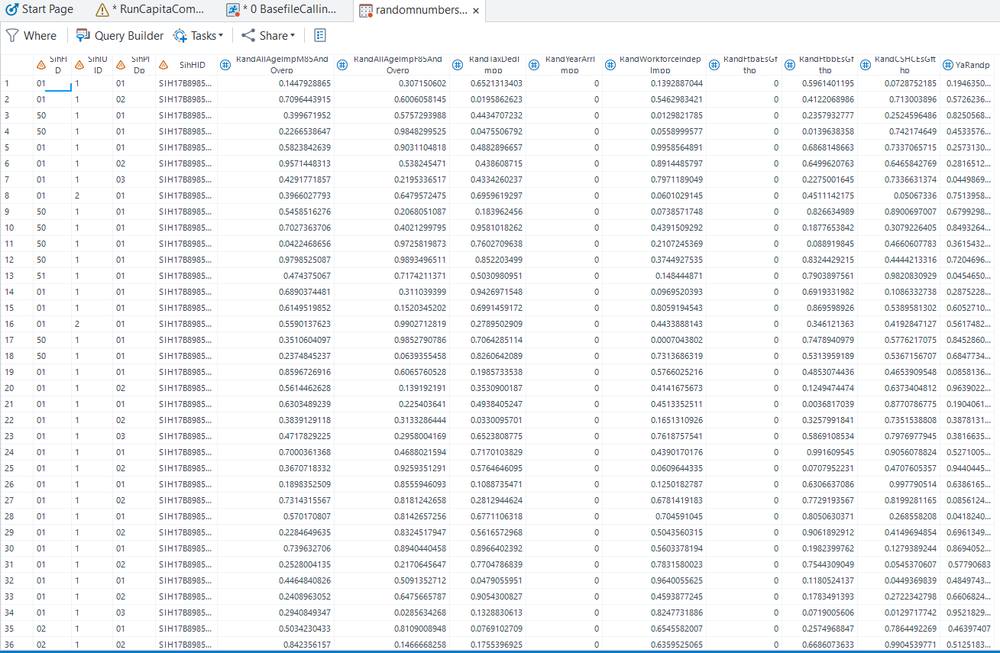 Start Page * RunCapitaCom... * 0 BasefileCallin... randomnumbers...
Where Query Builder Tasks Share
SihFI D SihIU ID SihPI Dp SihHID RandAllAgeImpM85And Overp RandAllAgeImpF85And Overp RandTaxDedI mpp RandYearArrI mpp RandWorkforceIndep Impp RandFtbaEsGf thp RandFtbbEsGf thp RandCSHCEsGft hp YaRandp
1 01 1 01 SIH17B8985... 0.1447928865 0.307150602 0.6521313403 0 0.1392887044 0 0.5961401195 0.0728752185 0.1946350...
2 01 1 02 SIH17B8985... 0.7096443915 0.6006058145 0.0195862623 0 0.5462983421 0 0.4122068986 0.713003896 0.5726236...
3 50 1 01 SIH17B8985... 0.399671952 0.5757293988 0.4434707232 0 0.0129821785 0 0.2357932777 0.2524596486 0.8250568...
4 50 1 01 SIH17B8985... 0.2266538647 0.9848299525 0.0475506792 0 0.0558999577 0 0.0139638358 0.742174649 0.4533576...
5 01 1 01 SIH17B8985... 0.5823842639 0.9031104818 0.4882896657 0 0.9958564891 0 0.6868148663 0.7337065715 0.2573130...
6 01 1 02 SIH17B8985... 0.9571448313 0.538245471 0.438608715 0 0.8914485797 0 0.6499620763 0.6465842769 0.2816512...
7 01 1 03 SIH17B8985... 0.4291771857 0.2195336517 0.4334260237 0 0.7971189049 0 0.2275001645 0.7336631374 0.0449869...
8 01 2 01 SIH17B8985... 0.3966027793 0.6479572475 0.6959619297 0 0.0601029145 0 0.4511142175 0.05067336 0.7513958...
9 50 1 01 SIH17B8985... 0.5458516276 0.2068051087 0.183962456 0 0.0738571748 0 0.826634989 0.8900697007 0.6799298...
10 50 1 01 SIH17B8985... 0.7027363706 0.4021299795 0.9581018262 0 0.4391509292 0 0.1877653842 0.3079226405 0.8493264...
11 50 1 01 SIH17B8985... 0.0422468656 0.9725819873 0.7602709638 0 0.2107245369 0 0.088919845 0.4660607783 0.3615432...
12 50 1 01 SIH17B8985... 0.9798525087 0.9893496511 0.852203499 0 0.3744927535 0 0.8324429215 0.4444213316 0.7204696...
13 51 1 01 SIH17B8985... 0.474375067 0.7174211371 0.5030980951 0 0.148444871 0 0.7903897561 0.9820830929 0.0454650...
14 01 1 01 SIH17B8985... 0.6890374481 0.311039399 0.9426971548 0 0.0969520393 0 0.6919331982 0.1086332738 0.2875228...
15 01 1 01 SIH17B8985... 0.6149519852 0.1520345202 0.6991459172 0 0.8059194543 0 0.869598926 0.5389581302 0.6052710...
16 01 2 01 SIH17B8985... 0.5590137623 0.9902712819 0.2789502909 0 0.4433888143 0 0.346121363 0.4192847127 0.5617482...
17 50 1 01 SIH17B8985... 0.3510604097 0.9852790786 0.7064285114 0 0.0007043802 0 0.7478940979 0.5776217075 0.8452860...
18 50 1 01 SIH17B8985... 0.2374845237 0.0639355458 0.8260642089 0 0.7313686319 0 0.5313959189 0.5367156707 0.6847734...
19 01 1 01 SIH17B8985... 0.8596726916 0.6065760528 0.1985733538 0 0.5766025216 0 0.4853074436 0.4653909548 0.0858136...
20 01 1 02 SIH17B8985... 0.5614462628 0.139192191 0.3530900187 0 0.4141675673 0 0.1249474474 0.6373404812 0.9639022...
21 01 1 01 SIH17B8985... 0.6303489239 0.225403641 0.4938405247 0 0.4513352511 0 0.0036817039 0.8770786775 0.1904061...
22 01 1 02 SIH17B8985... 0.3839129118 0.3133286444 0.0330095701 0 0.1651310926 0 0.3257991841 0.7351538808 0.3878131...
23 01 1 03 SIH17B8985... 0.4717829225 0.2958004169 0.6523808775 0 0.7618757541 0 0.5869108534 0.7976977945 0.3816635...
24 01 1 01 SIH17B8985... 0.7000361368 0.4688021594 0.7170103829 0 0.4390170176 0 0.991609545 0.9056078824 0.5271005...
25 01 1 02 SIH17B8985... 0.3670718332 0.9259351291 0.5764646095 0 0.0609644335 0 0.0707952231 0.4707605357 0.9440445...
26 01 1 01 SIH17B8985... 0.1898352509 0.8555946093 0.1088735471 0 0.1250182787 0 0.6306637086 0.997790514 0.6386165...
27 01 1 02 SIH17B8985... 0.7314315567 0.8181242658 0.2812944624 0 0.6781419183 0 0.7729193567 0.8199281165 0.0856124...
28 01 1 01 SIH17B8985... 0.570170807 0.8142657256 0.6771106318 0 0.704591045 0 0.8050630371 0.268558208 0.0418240...
29 01 1 02 SIH17B8985... 0.2284649635 0.8324517947 0.5616572968 0 0.5043560315 0 0.9061892912 0.4149694854 0.6961349...
30 01 1 01 SIH17B8985... 0.739632706 0.8940440458 0.8966402392 0 0.5603378194 0 0.1982399762 0.1279389244 0.8694052...
31 01 1 02 SIH17B8985... 0.2528004135 0.2170645647 0.7704786839 0 0.7831580023 0 0.7544309049 0.0545370607 0.57790683
32 01 1 01 SIH17B8985... 0.4464840826 0.5091352712 0.0479055951 0 0.9640055625 0 0.1180524137 0.0449369839 0.4849743...
33 01 1 02 SIH17B8985... 0.2408963052 0.6475665787 0.9054300827 0 0.4593877245 0 0.1783491393 0.2722342798 0.6606824...
34 01 1 03 SIH17B8985... 0.2940849347 0.0285634268 0.1328830613 0 0.8247731886 0 0.0719005606 0.0129717742 0.9521829...
35 02 1 01 SIH17B8985... 0.5034230433 0.8109008948 0.0769102709 0 0.6545582007 0 0.2574968847 0.7864492269 0.46397407
36 02 1 02 SIH17B8985... 0.842356157 0.1466668258 0.1755396925 0 0.6359525065 0 0.6686073633 0.9904539771 0.5125183...